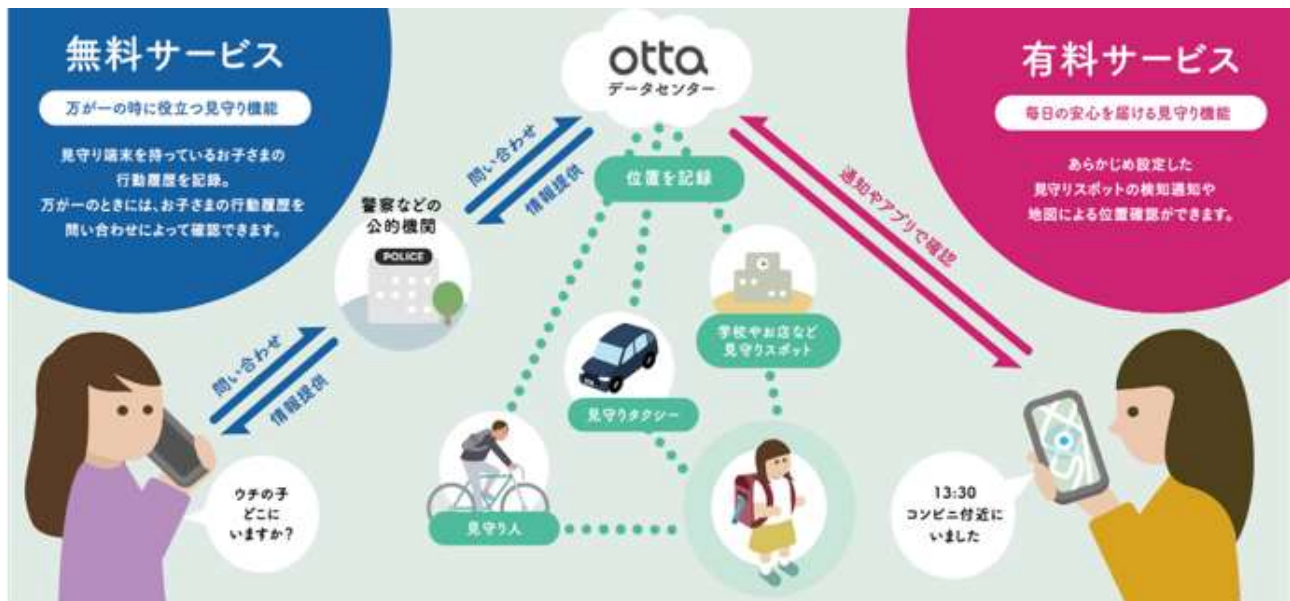 無料サービス
万が一の時に役立つ見守り機能
見守り端末を持っているお子さまの
行動履歴を記録。
万が一のときには、お子さまの行動履歴を
問い合わせによって確認できます。
otta
データセンター
有料サービス
毎日の安心を届ける見守り機能
あらかじめ設定した
見守りスポットの検知通知や
地図による位置確認ができます。
問い合わせ
情報提供
位置を記録
通知やアプリで確認
警察などの
公的機関
POLICE
学校やお店など
見守りスポット
問い合わせ
情報提供
見守りタクシー
見守り人
ウチの子
どこに
いますか?
13:30
コンビニ付近に
いました